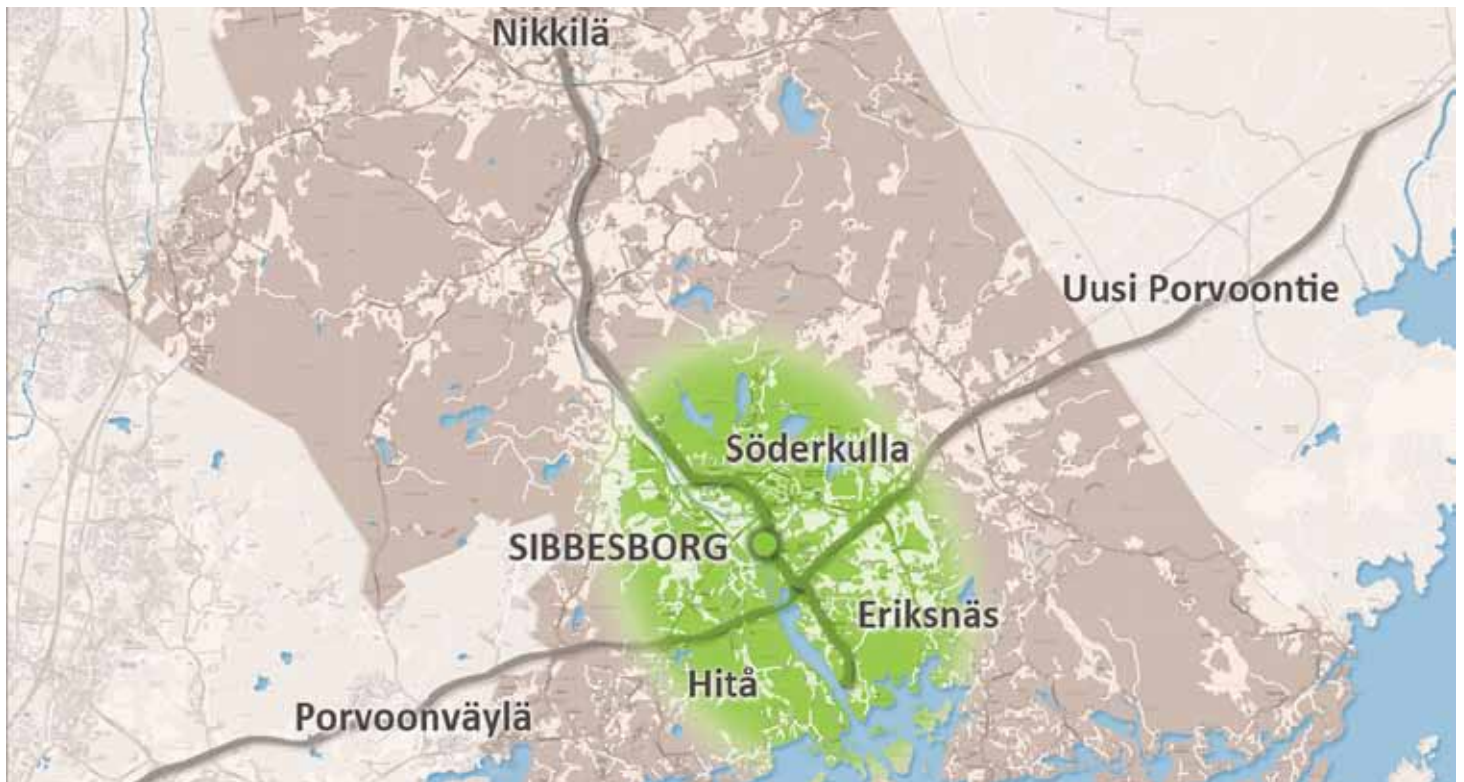 Nikkilä
Uusi Porvoontie
Söderkulla
SIBBESBORG
Eriksnäs
Hitå
Porvoonväylä